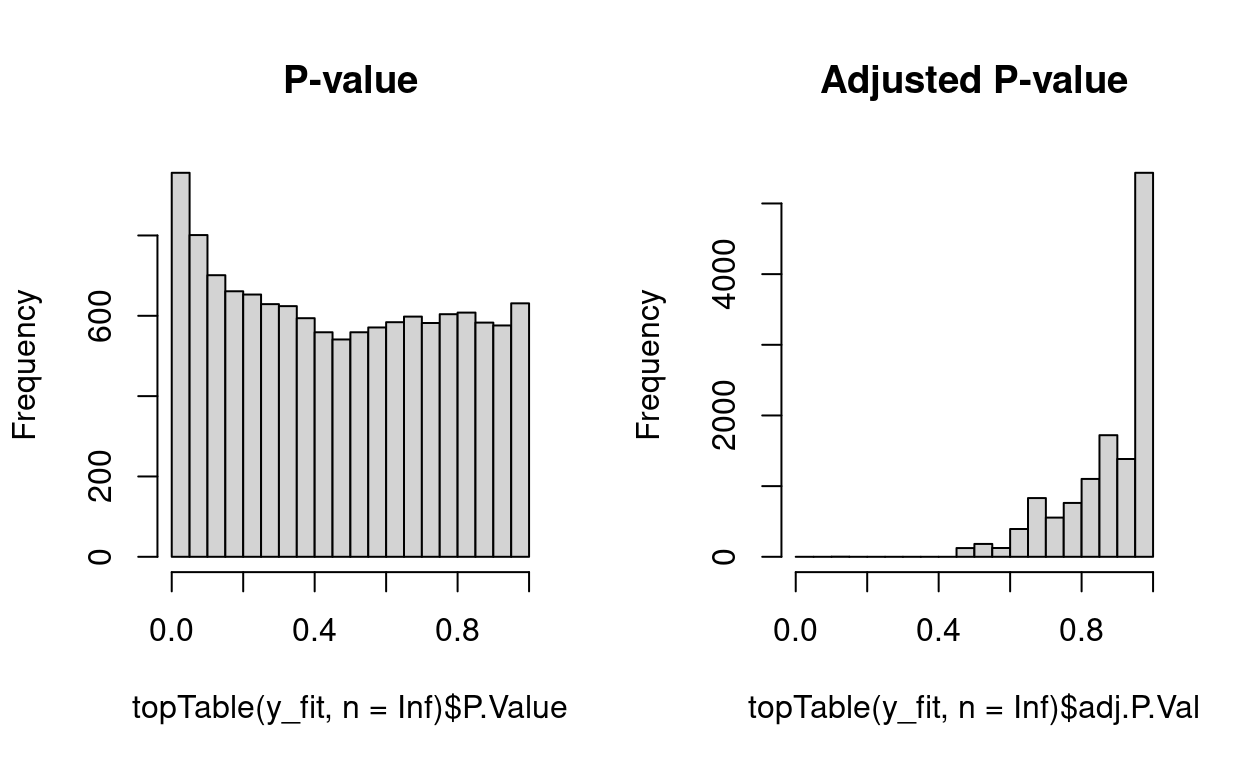 P-value
Frequency
600
200
0
0.0 0.4 0.8
topTable(y_fit, n = Inf)$P.Value
Adjusted P-value
Frequency
4000
2000
0
0.0 0.4 0.8
topTable(y_fit, n = Inf)$adj.P.Val